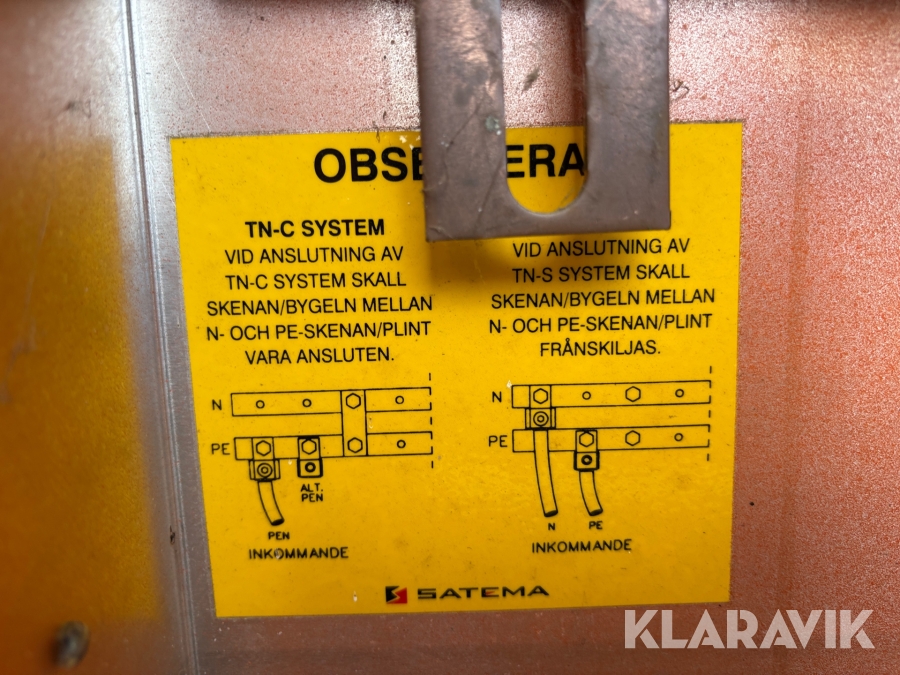 TN-C SYSTEM
VID ANSLUTNING AV
TN-C SYSTEM SKALL
SKENAN/BYGELN MELLAN
N- OCH PE-SKENAN/PLINT
VARA ANSLUTEN.
N
PE
ALT.
PEN
PEN
INKOMMANDE
VID ANSLUTNING AV
TN-S SYSTEM SKALL
SKENAN/BYGELN MELLAN
N- OCH PE-SKENAN/PLINT
FRÅNSKILJAS.
N
PE
N PE
INKOMMANDE
SATEMA
KLARAVIK